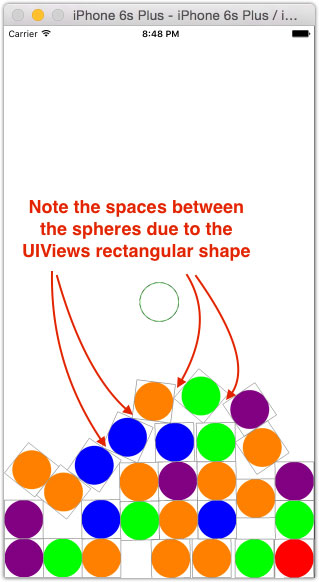 iPhone 6s Plus - iPhone 6s Plus / i...
Carrier 8:48 PM
Note the spaces between
the spheres due to the
UIViews rectangular shape